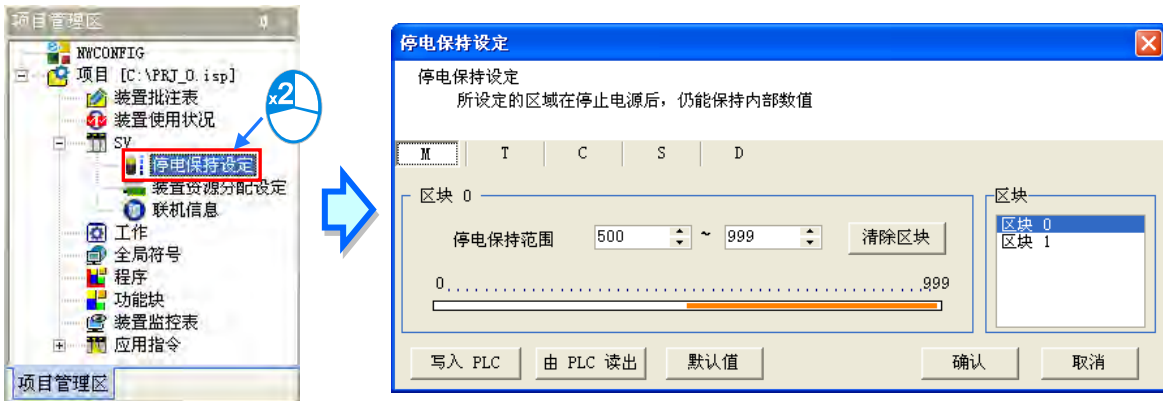 项目管理区
NWCONFIG
项目 [C:\PRJ_0.isp]
装置批注表
装置使用状况
SV
停电保持设定
装置资源分配设定
联机信息
工作
全局符号
程序
功能块
装置监控表
应用指令
项目管理区
x2
停电保持设定
停电保持设定
所设定的区域在停止电源后，仍能保持内部数值
M T C S D
区块 0
停电保持范围 500 ~ 999 清除区块
0 999
区块
区块 0
区块 1
写入 PLC 由 PLC 读出 默认值 确认 取消